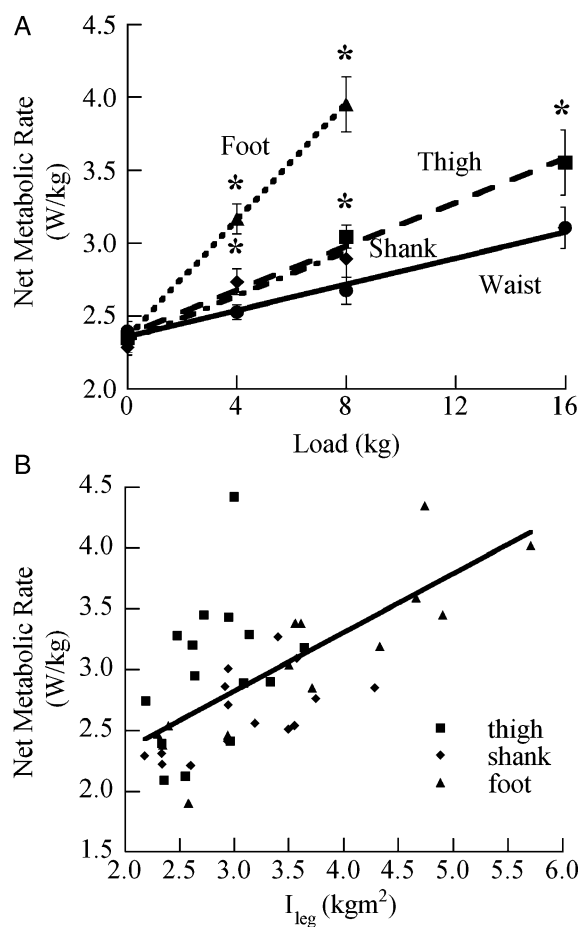 A
4.5
4.0
3.5
3.0
2.5
2.0
Net Metabolic Rate
(W/kg)
*
*
*
*
*
Foot
Thigh
Shank
Waist
0
4
8
12
16
Load (kg)
B
4.5
4.0
3.5
3.0
2.5
2.0
1.5
Net Metabolic Rate
(W/kg)
thigh
shank
foot
2.0
2.5
3.0
3.5
4.0
4.5
5.0
5.5
6.0
I_leg (kgm²)